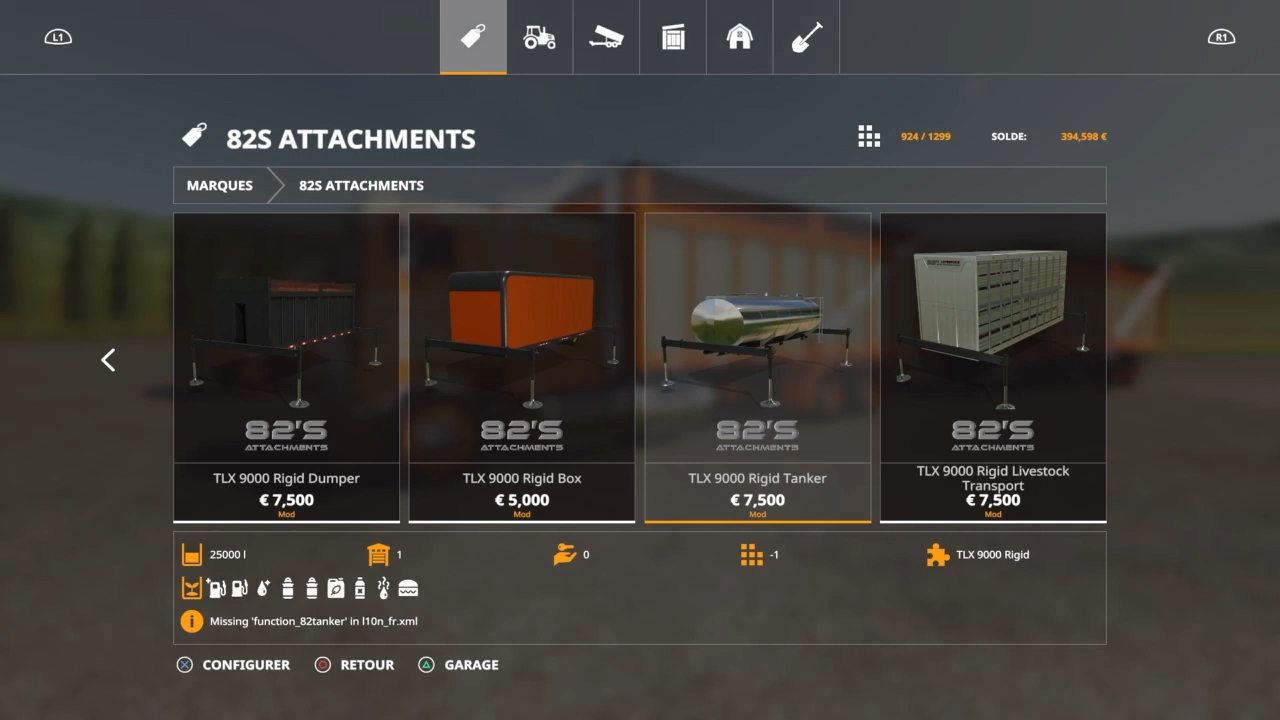 L1
R1
82S ATTACHMENTS
924 / 1299
SOLDE:
394,598 €
MARQUES
82S ATTACHMENTS
82'S
ATTACHMENTS
TLX 9000 Rigid Dumper
€ 7,500
Mod
82'S
ATTACHMENTS
TLX 9000 Rigid Box
€ 5,000
Mod
82'S
ATTACHMENTS
TLX 9000 Rigid Tanker
€ 7,500
Mod
82'S
ATTACHMENTS
TLX 9000 Rigid Livestock
Transport
€ 7,500
Mod
25000 l
1
0
-1
TLX 9000 Rigid
Missing 'function_82tanker' in l10n_fr.xml
CONFIGURER
RETOUR
GARAGE